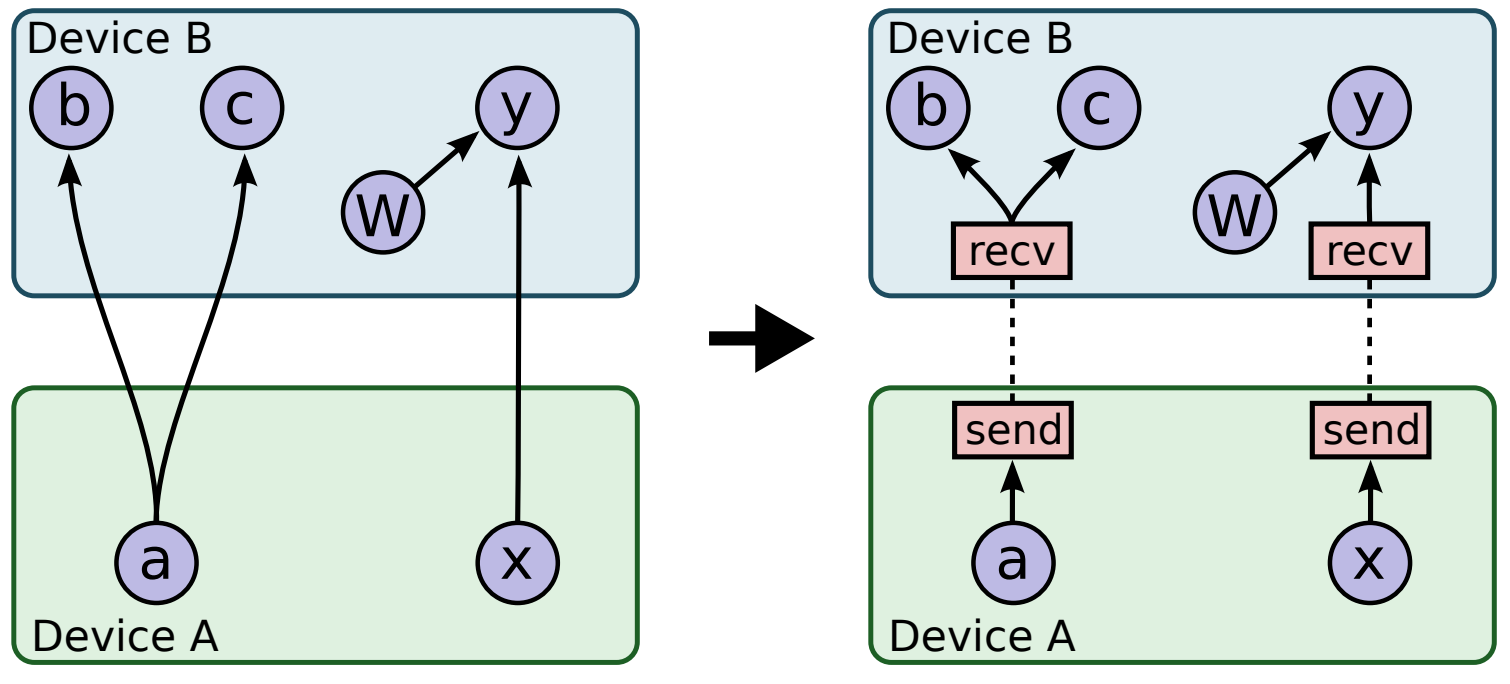 Device B
b
c
y
W
a
x
Device A
Device B
b
c
y
W
recv
recv
send
send
a
x
Device A